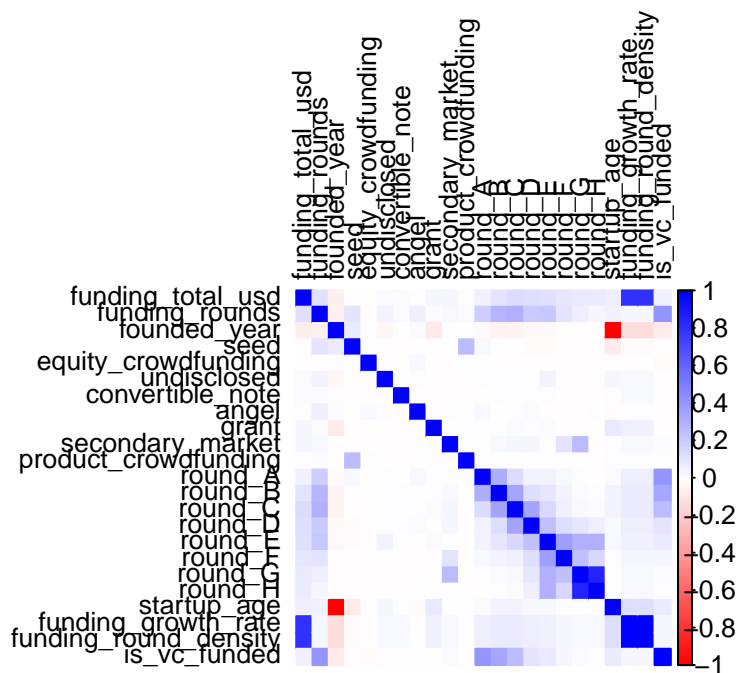 funding_total_usd
funding_rounds
founded_year
seed
equity_crowdfunding
undisclosed
convertible_note
angel
grant
secondary_market
product_crowdfunding
round_A
round_B
round_C
round_D
round_E
round_F
round_G
round_H
startup_age
funding_growth_rate
funding_round_density
is_vc_funded
funding_total_usd
funding_rounds
founded_year
seed
equity_crowdfunding
undisclosed
convertible_note
angel
grant
secondary_market
product_crowdfunding
round_A
round_B
round_C
round_D
round_E
round_F
round_G
round_H
startup_age
funding_growth_rate
funding_round_density
is_vc_funded
1
0.8
0.6
0.4
0.2
0
−0.2
−0.4
−0.6
−0.8
−1